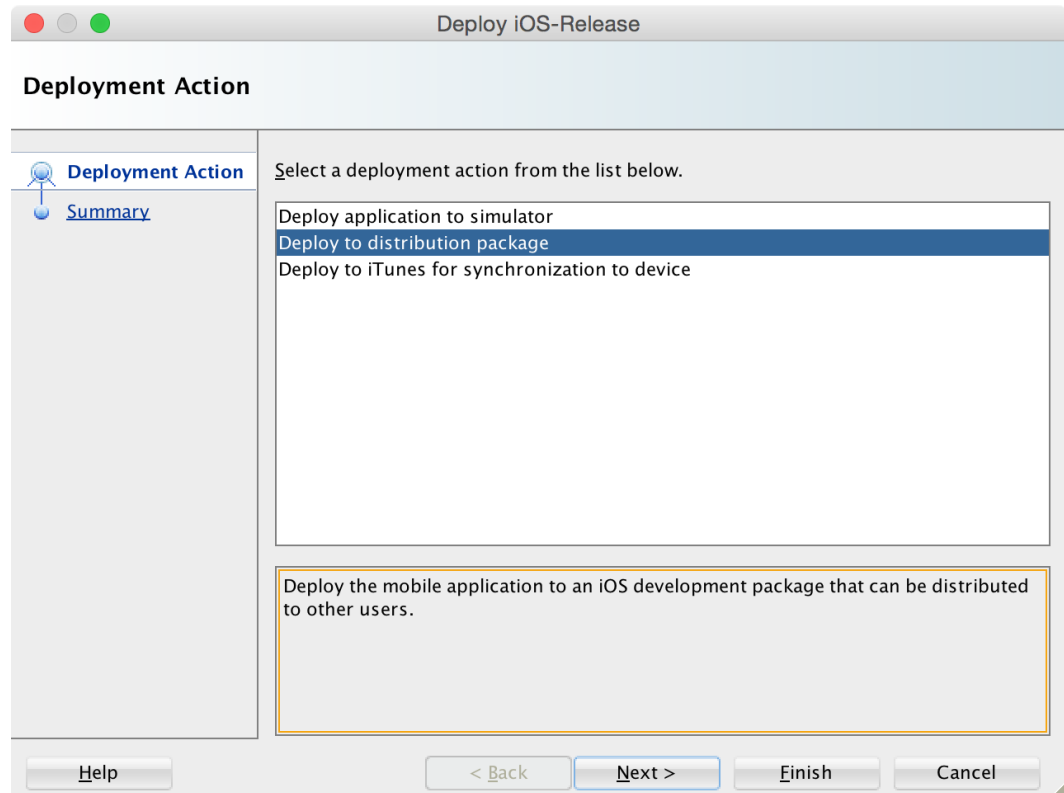 Deploy iOS-Release
Deployment Action
Deployment Action
Summary
Select a deployment action from the list below.
Deploy application to simulator
Deploy to distribution package
Deploy to iTunes for synchronization to device
Deploy the mobile application to an iOS development package that can be distributed
to other users.
Help
< Back
Next >
Finish
Cancel